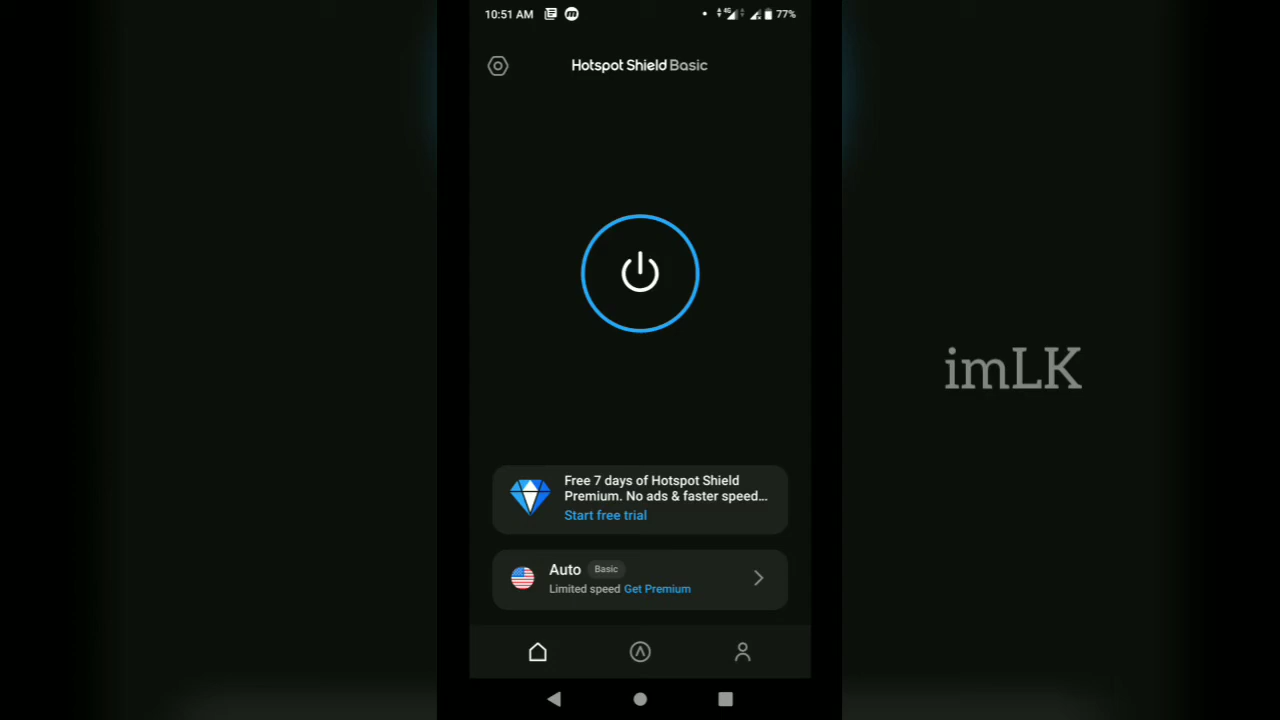 10:51 AM
4G
77%
Hotspot Shield Basic
imLK
Free 7 days of Hotspot Shield
Premium. No ads & faster speed...
Start free trial
Auto Basic
Limited speed Get Premium